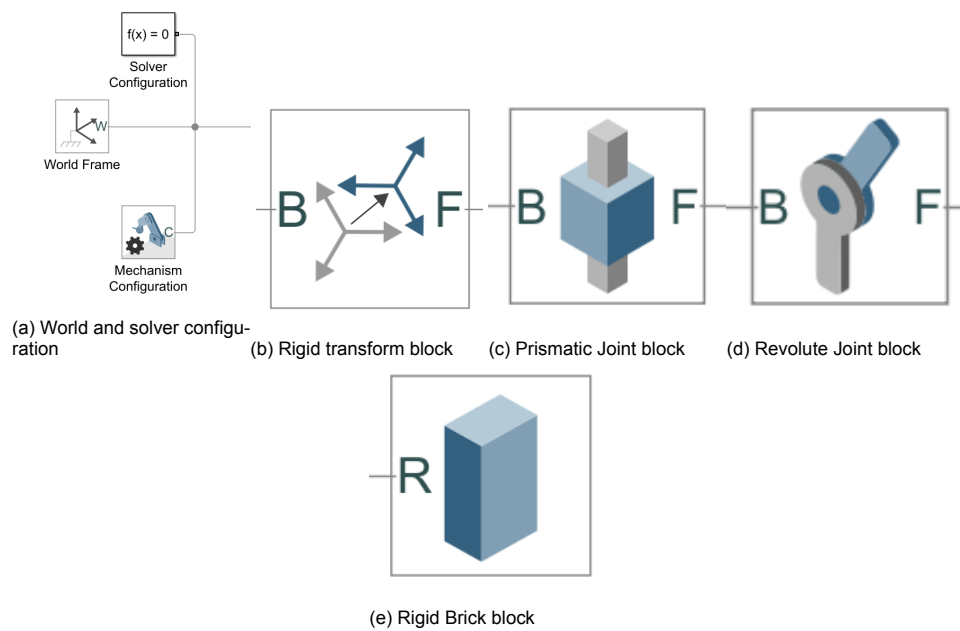 f(x) = 0
Solver
Configuration
W
World Frame
C
Mechanism
Configuration
(a) World and solver configu-
ration
B F
(b) Rigid transform block
B F
(c) Prismatic Joint block
B F
(d) Revolute Joint block
R
(e) Rigid Brick block